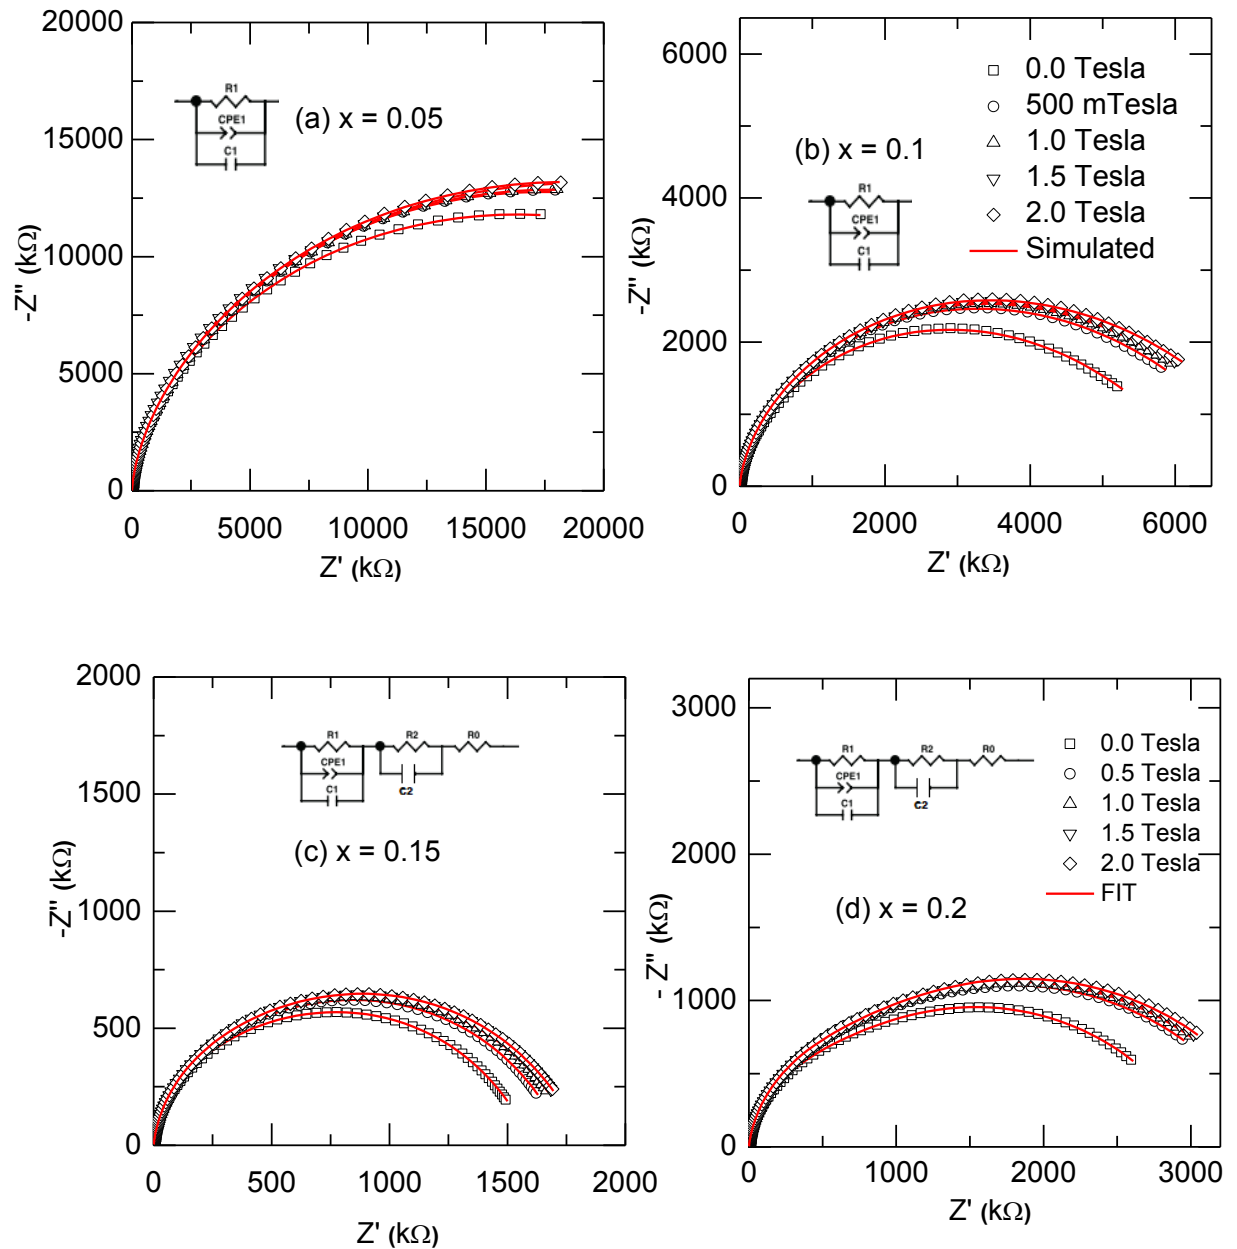 20000
15000
10000
5000
0
-Z'' (kΩ)
R1
CPE1
C1
(a) x = 0.05
0 5000 10000 15000 20000
Z' (kΩ)
6000
4000
2000
0
-Z'' (kΩ)
0.0 Tesla
500 mTesla
1.0 Tesla
1.5 Tesla
2.0 Tesla
Simulated
(b) x = 0.1
R1
CPE1
C1
0 2000 4000 6000
Z' (kΩ)
2000
1500
1000
500
0
-Z'' (kΩ)
R1 R2 R0
CPE1
C1 C2
(c) x = 0.15
0 500 1000 1500 2000
Z' (kΩ)
3000
2000
1000
0
- Z'' (kΩ)
R1 R2 R0
CPE1
C1 C2
0.0 Tesla
0.5 Tesla
1.0 Tesla
1.5 Tesla
2.0 Tesla
FIT
(d) x = 0.2
0 1000 2000 3000
Z' (kΩ)